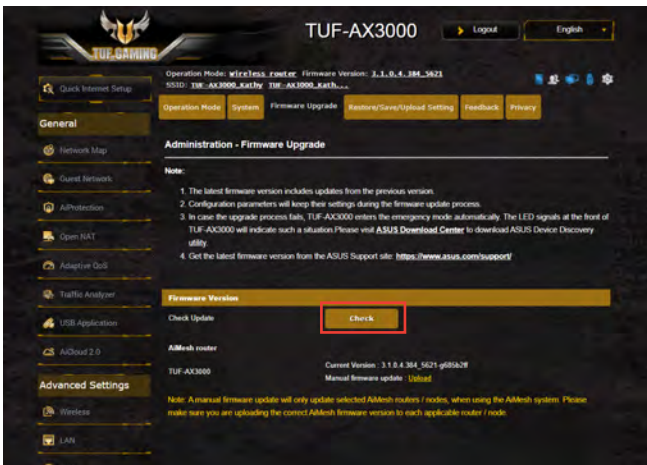 TUF GAMING
TUF-AX3000
Logout
English
Operation Mode: Wireless router Firmware Version: 3.1.0.4.384_5621
SSID: TUF-AX3000_Kathy TUF-AX3000_Kath...
Quick Internet Setup
Operation Mode System Firmware Upgrade Restore/Save/Upload Setting Feedback Privacy
General
Network Map
Guest Network
AiProtection
Open NAT
Adaptive QoS
Traffic Analyzer
USB Application
AiCloud 2.0
Advanced Settings
Wireless
LAN
Administration - Firmware Upgrade
Note:
1. The latest firmware version includes updates from the previous version.
2. Configuration parameters will keep their settings during the firmware update process.
3. In case the upgrade process fails, TUF-AX3000 enters the emergency mode automatically. The LED signals at the front of
TUF-AX3000 will indicate such a situation.Please visit ASUS Download Center to download ASUS Device Discovery
utility.
4. Get the latest firmware version from the ASUS Support site: https://www.asus.com/support/
Firmware Version
Check Update Check
AiMesh router
TUF-AX3000
Current Version : 3.1.0.4.384_5621-g685b2ff
Manual firmware update : Upload
Note: A manual firmware update will only update selected AiMesh routers / nodes, when using the AiMesh system. Please
make sure you are uploading the correct AiMesh firmware version to each applicable router / node.